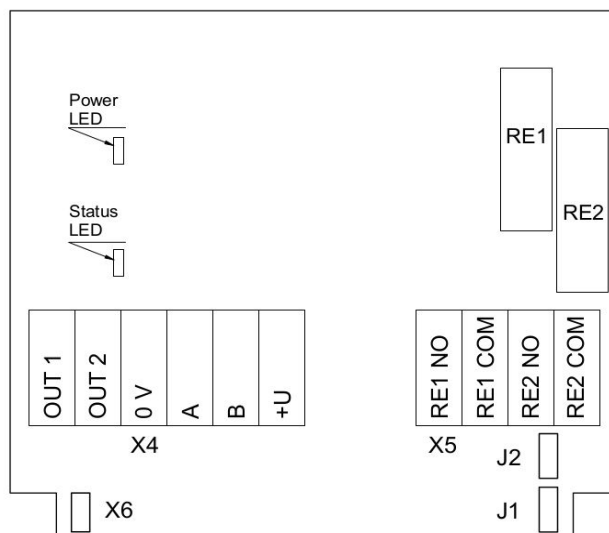 Power
LED
RE1
RE2
Status
LED
OUT 1
OUT 2
0 V
A
B
+U
RE1 NO
RE1 COM
RE2 NO
RE2 COM
X4
X5
J2
X6
J1